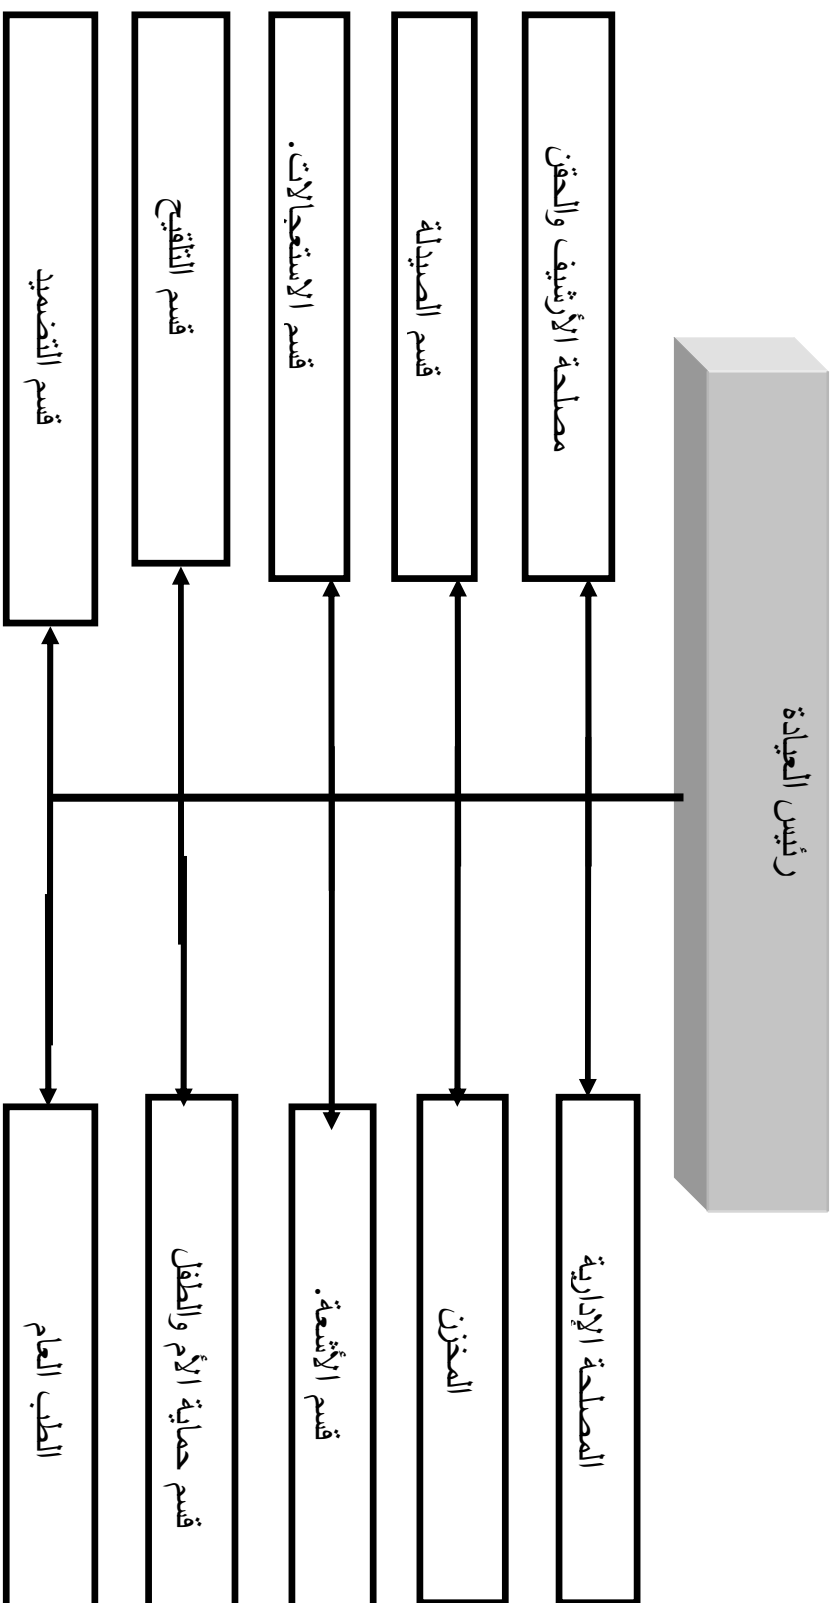 رئيس العيادة
المصلحة الإدارية
مصلحة الأرشيف والحقن
المخزن
قسم الصيدلة
قسم الأشعة.
قسم الاستعجالات.
قسم حماية الأم والطفل
قسم التلقيح
الطب العام
قسم التضميد